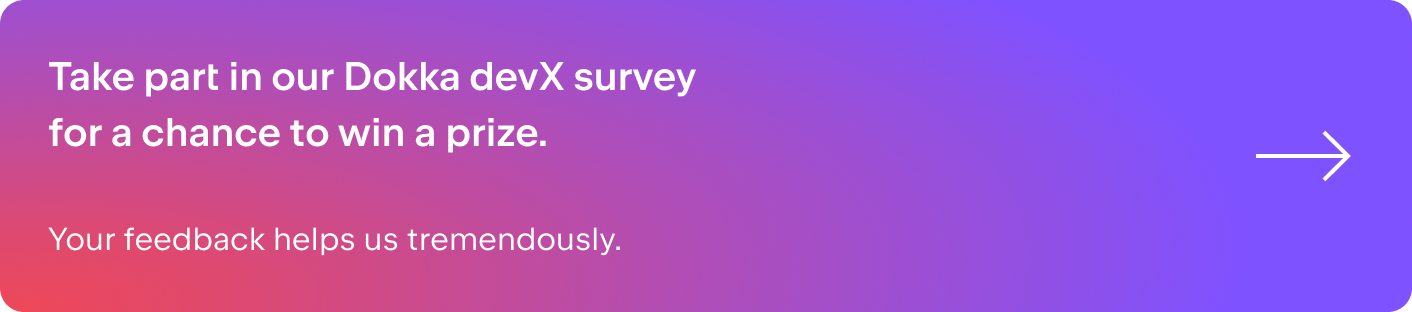 Take part in our Dokka devX survey
for a chance to win a prize.
Your feedback helps us tremendously.